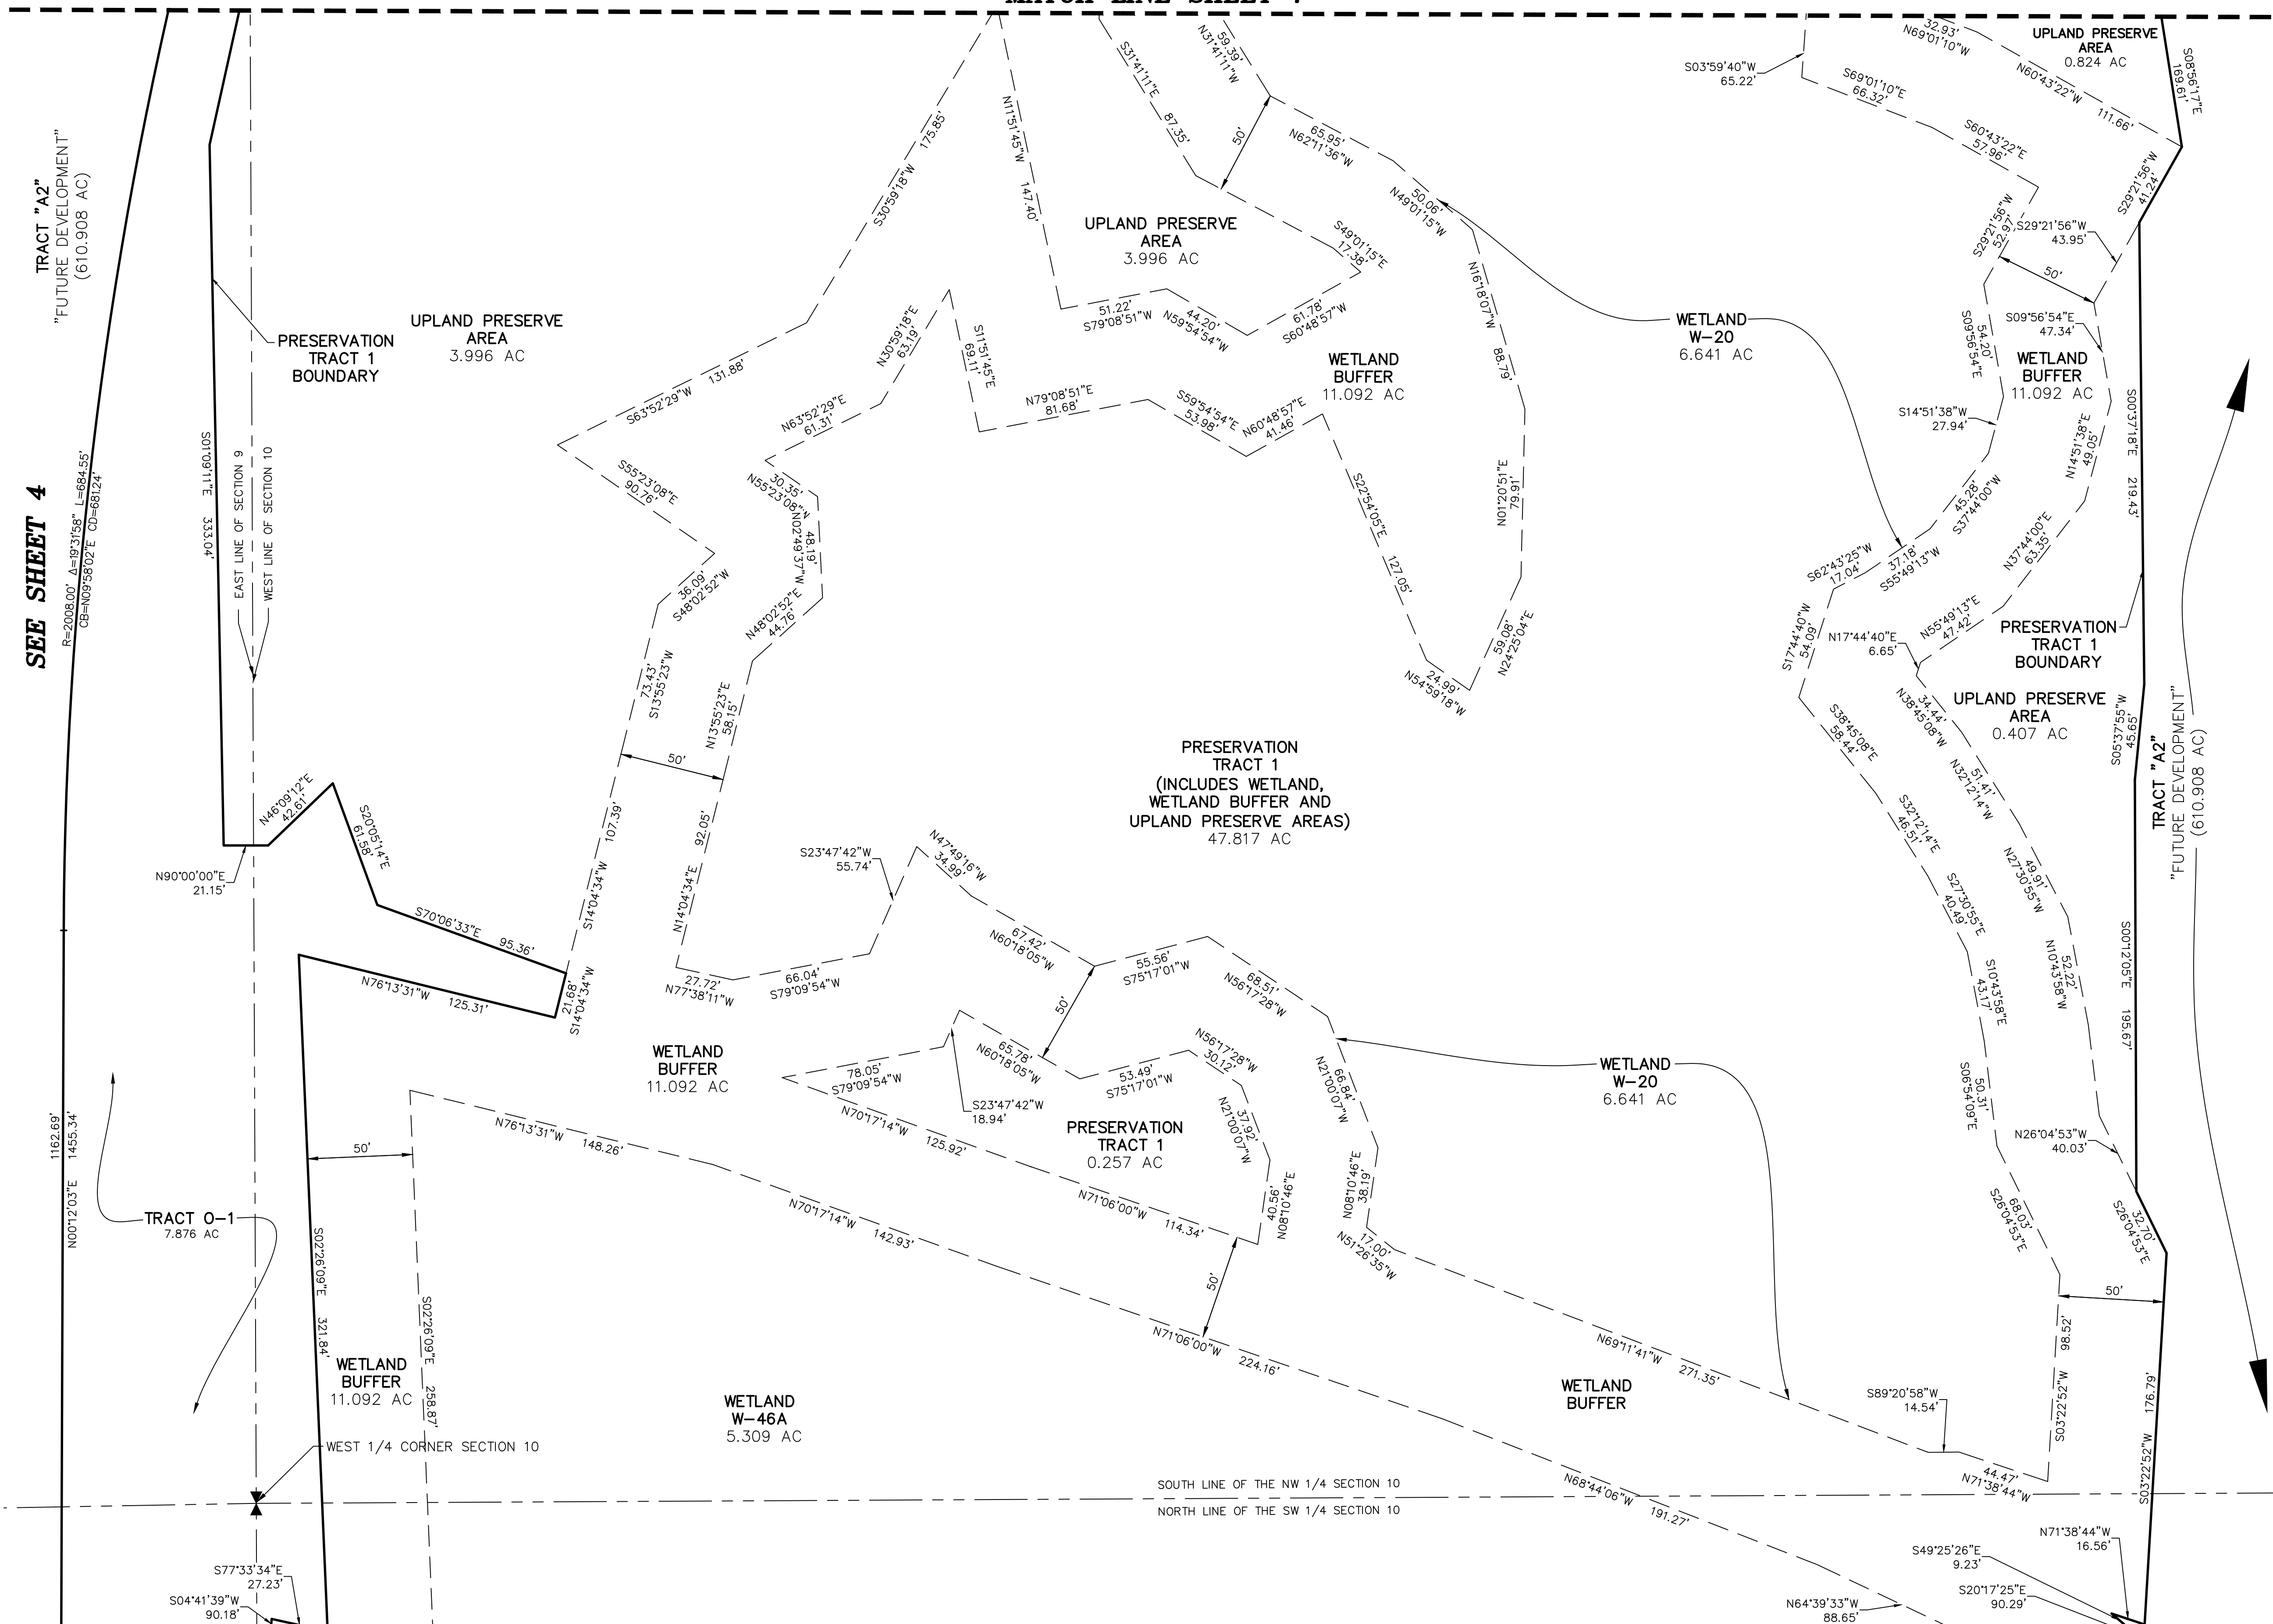 TRACT "A2"
"FUTURE DEVELOPMENT"
(610.908 AC)
SEE SHEET 4
R=2008.00' Δ=19°31'58" L=684.55'
CB=N09°58'02"E CD=681.24'
S01°09'11"E 333.04'
EAST LINE OF SECTION 9
WEST LINE OF SECTION 10
PRESERVATION
TRACT 1
BOUNDARY
UPLAND PRESERVE
AREA
3.996 AC
S30°59'18"W 175.85'
N11°51'45"W 147.40'
S31°41'11"E 87.35'
59.39'
N31°41'11"W
50'
65.95'
N62°11'36"W
50.06'
N49°01'15"W
UPLAND PRESERVE
AREA
3.996 AC
S49°01'15"E
17.38'
51.22'
S79°08'51"W
44.20'
N59°54'54"W
61.78'
S60°48'57"W
N16°18'07"W 88.79'
WETLAND
W-20
6.641 AC
S03°59'40"W
65.22'
S69°01'10"E
66.32'
32.93'
N69°01'10"W
UPLAND PRESERVE
AREA
0.824 AC
N60°43'22"W 111.66'
S08°56'17"E
169.61'
S60°43'22"E
57.96'
S29°21'56"W
41.24'
S29°21'56"W
52.97'
S29°21'56"W
43.95'
50'
S09°56'54"E
47.34'
54.20'
S09°56'54"E
WETLAND
BUFFER
11.092 AC
S14°51'38"W
27.94'
N14°51'38"E
49.05'
S00°37'18"E 219.43'
45.28'
S37°44'00"W
N37°44'00"E
63.35'
37.18'
S55°49'13"W
S62°43'25"W
17.04'
N55°49'13"E
47.42'
S17°44'40"W
54.09'
N17°44'40"E
6.65'
PRESERVATION
TRACT 1
BOUNDARY
UPLAND PRESERVE
AREA
0.407 AC
S05°37'55"W
45.65'
34.44'
N38°45'08"W
S38°45'08"E
58.44'
51.41'
N32°12'14"W
S32°12'14"E
46.51'
49.91'
N27°30'55"W
S27°30'55"E
40.49'
52.22'
N10°43'58"W
S10°43'58"E
43.17'
S00°12'05"E 195.67'
TRACT "A2"
"FUTURE DEVELOPMENT"
(610.908 AC)
S63°52'29"W 131.88'
N63°52'29"E
61.31'
N30°59'18"E
63.19'
S11°51'45"E
69.11'
N79°08'51"E
81.68'
S59°54'54"E
53.98'
N60°48'57"E
41.46'
WETLAND
BUFFER
11.092 AC
S22°54'05"E 127.05'
N01°20'51"E
79.61'
59.08'
N24°25'04"E
24.99'
N54°59'18"W
S55°23'08"E
90.76'
30.35'
N55°23'08"W
48.19'
N02°49'37"W
36.09'
S48°02'52"W
N48°02'52"E
44.76'
73.43'
S13°55'23"W
N13°55'23"E
58.15'
50'
S14°04'34"W 107.39'
N14°04'34"E 92.05'
PRESERVATION
TRACT 1
(INCLUDES WETLAND,
WETLAND BUFFER AND
UPLAND PRESERVE AREAS)
47.817 AC
N46°09'12"E
42.61'
S20°05'14"E
61.58'
N90°00'00"E
21.15'
S70°06'33"E 95.36'
N76°13'31"W 125.31'
21.68'
S14°04'34"W
27.72'
N77°38'11"W
66.04'
S79°09'54"W
S23°47'42"W
55.74'
N47°49'16"W
34.99'
67.42'
N60°18'05"W
55.56'
S75°17'01"W
68.51'
N56°17'28"W
50'
WETLAND
BUFFER
11.092 AC
65.78'
N60°18'05"W
53.49'
S75°17'01"W
N56°17'28"W
30.12'
66.84'
N21°00'07"W
78.05'
S79°09'54"W
S23°47'42"W
18.94'
37.92'
N21°00'07"W
PRESERVATION
TRACT 1
0.257 AC
N70°17'14"W 125.92'
N71°06'00"W 114.34'
40.56'
N08°10'46"E
N08°10'46"E
38.19'
17.00'
N51°26'35"W
50'
WETLAND
W-20
6.641 AC
50.31'
S06°54'09"E
N26°04'53"W
40.03'
68.03'
S26°04'53"E
32.70'
S26°04'53"E
50'
1162.69'
N00°12'03"E 1455.34'
TRACT O-1
7.876 AC
50'
N76°13'31"W 148.26'
N70°17'14"W 142.93'
N71°06'00"W 224.16'
S02°26'09"E 321.84'
S02°26'09"E 258.87'
WETLAND
BUFFER
11.092 AC
WETLAND
W-46A
5.309 AC
WEST 1/4 CORNER SECTION 10
N69°11'41"W 271.35'
WETLAND
BUFFER
S89°20'58"W
14.54'
44.47'
N71°38'44"W
S03°22'52"W 98.52'
S03°22'52"W 176.79'
SOUTH LINE OF THE NW 1/4 SECTION 10
NORTH LINE OF THE SW 1/4 SECTION 10
N68°44'06"W 191.27'
S77°33'34"E
27.23'
S04°41'39"W
90.18'
N71°38'44"W
16.56'
S49°25'26"E
9.23'
S20°17'25"E
90.29'
N64°39'33"W
88.65'